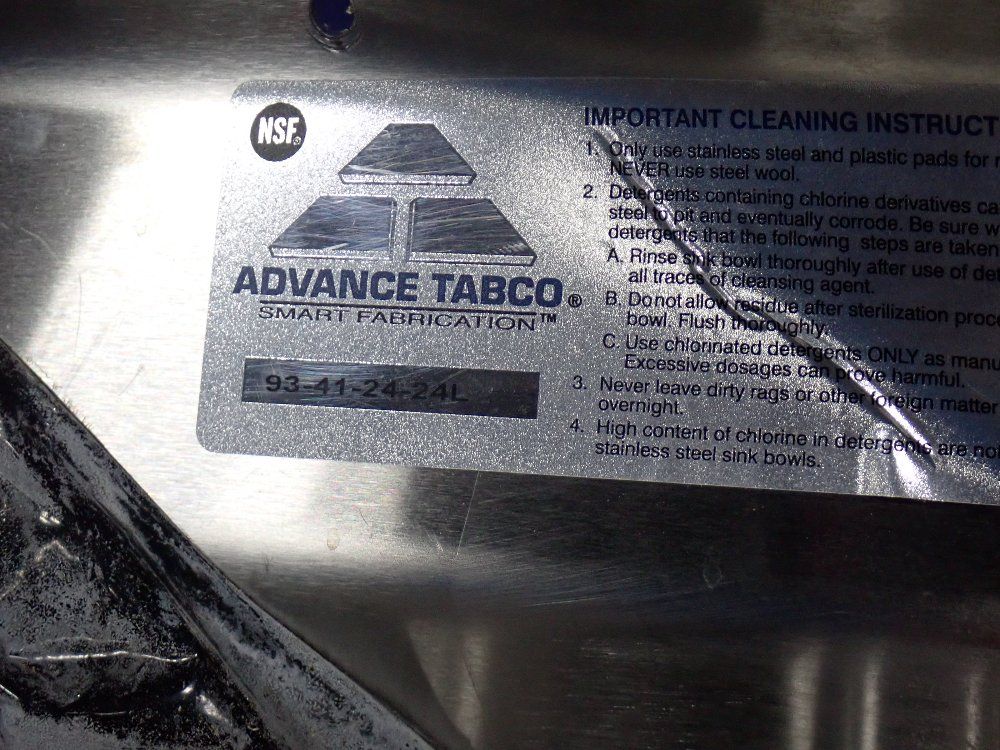 NSF®
ADVANCE TABCO®
SMART FABRICATION™
93-41-24-24L
IMPORTANT CLEANING INSTRUCT
1. Only use stainless steel and plastic pads for
NEVER use steel wool.
2. Detergents containing chlorine derivatives ca
steel to pit and eventually corrode. Be sure w
detergents that the following steps are taken
A. Rinse sink bowl thoroughly after use of det
all traces of cleansing agent.
B. Do not allow residue after sterilization proce
bowl. Flush thoroughly.
C. Use chlorinated detergents ONLY as manu
Excessive dosages can prove harmful.
3. Never leave dirty rags or other foreign matter
overnight.
4. High content of chlorine in detergents are no
stainless steel sink bowls.